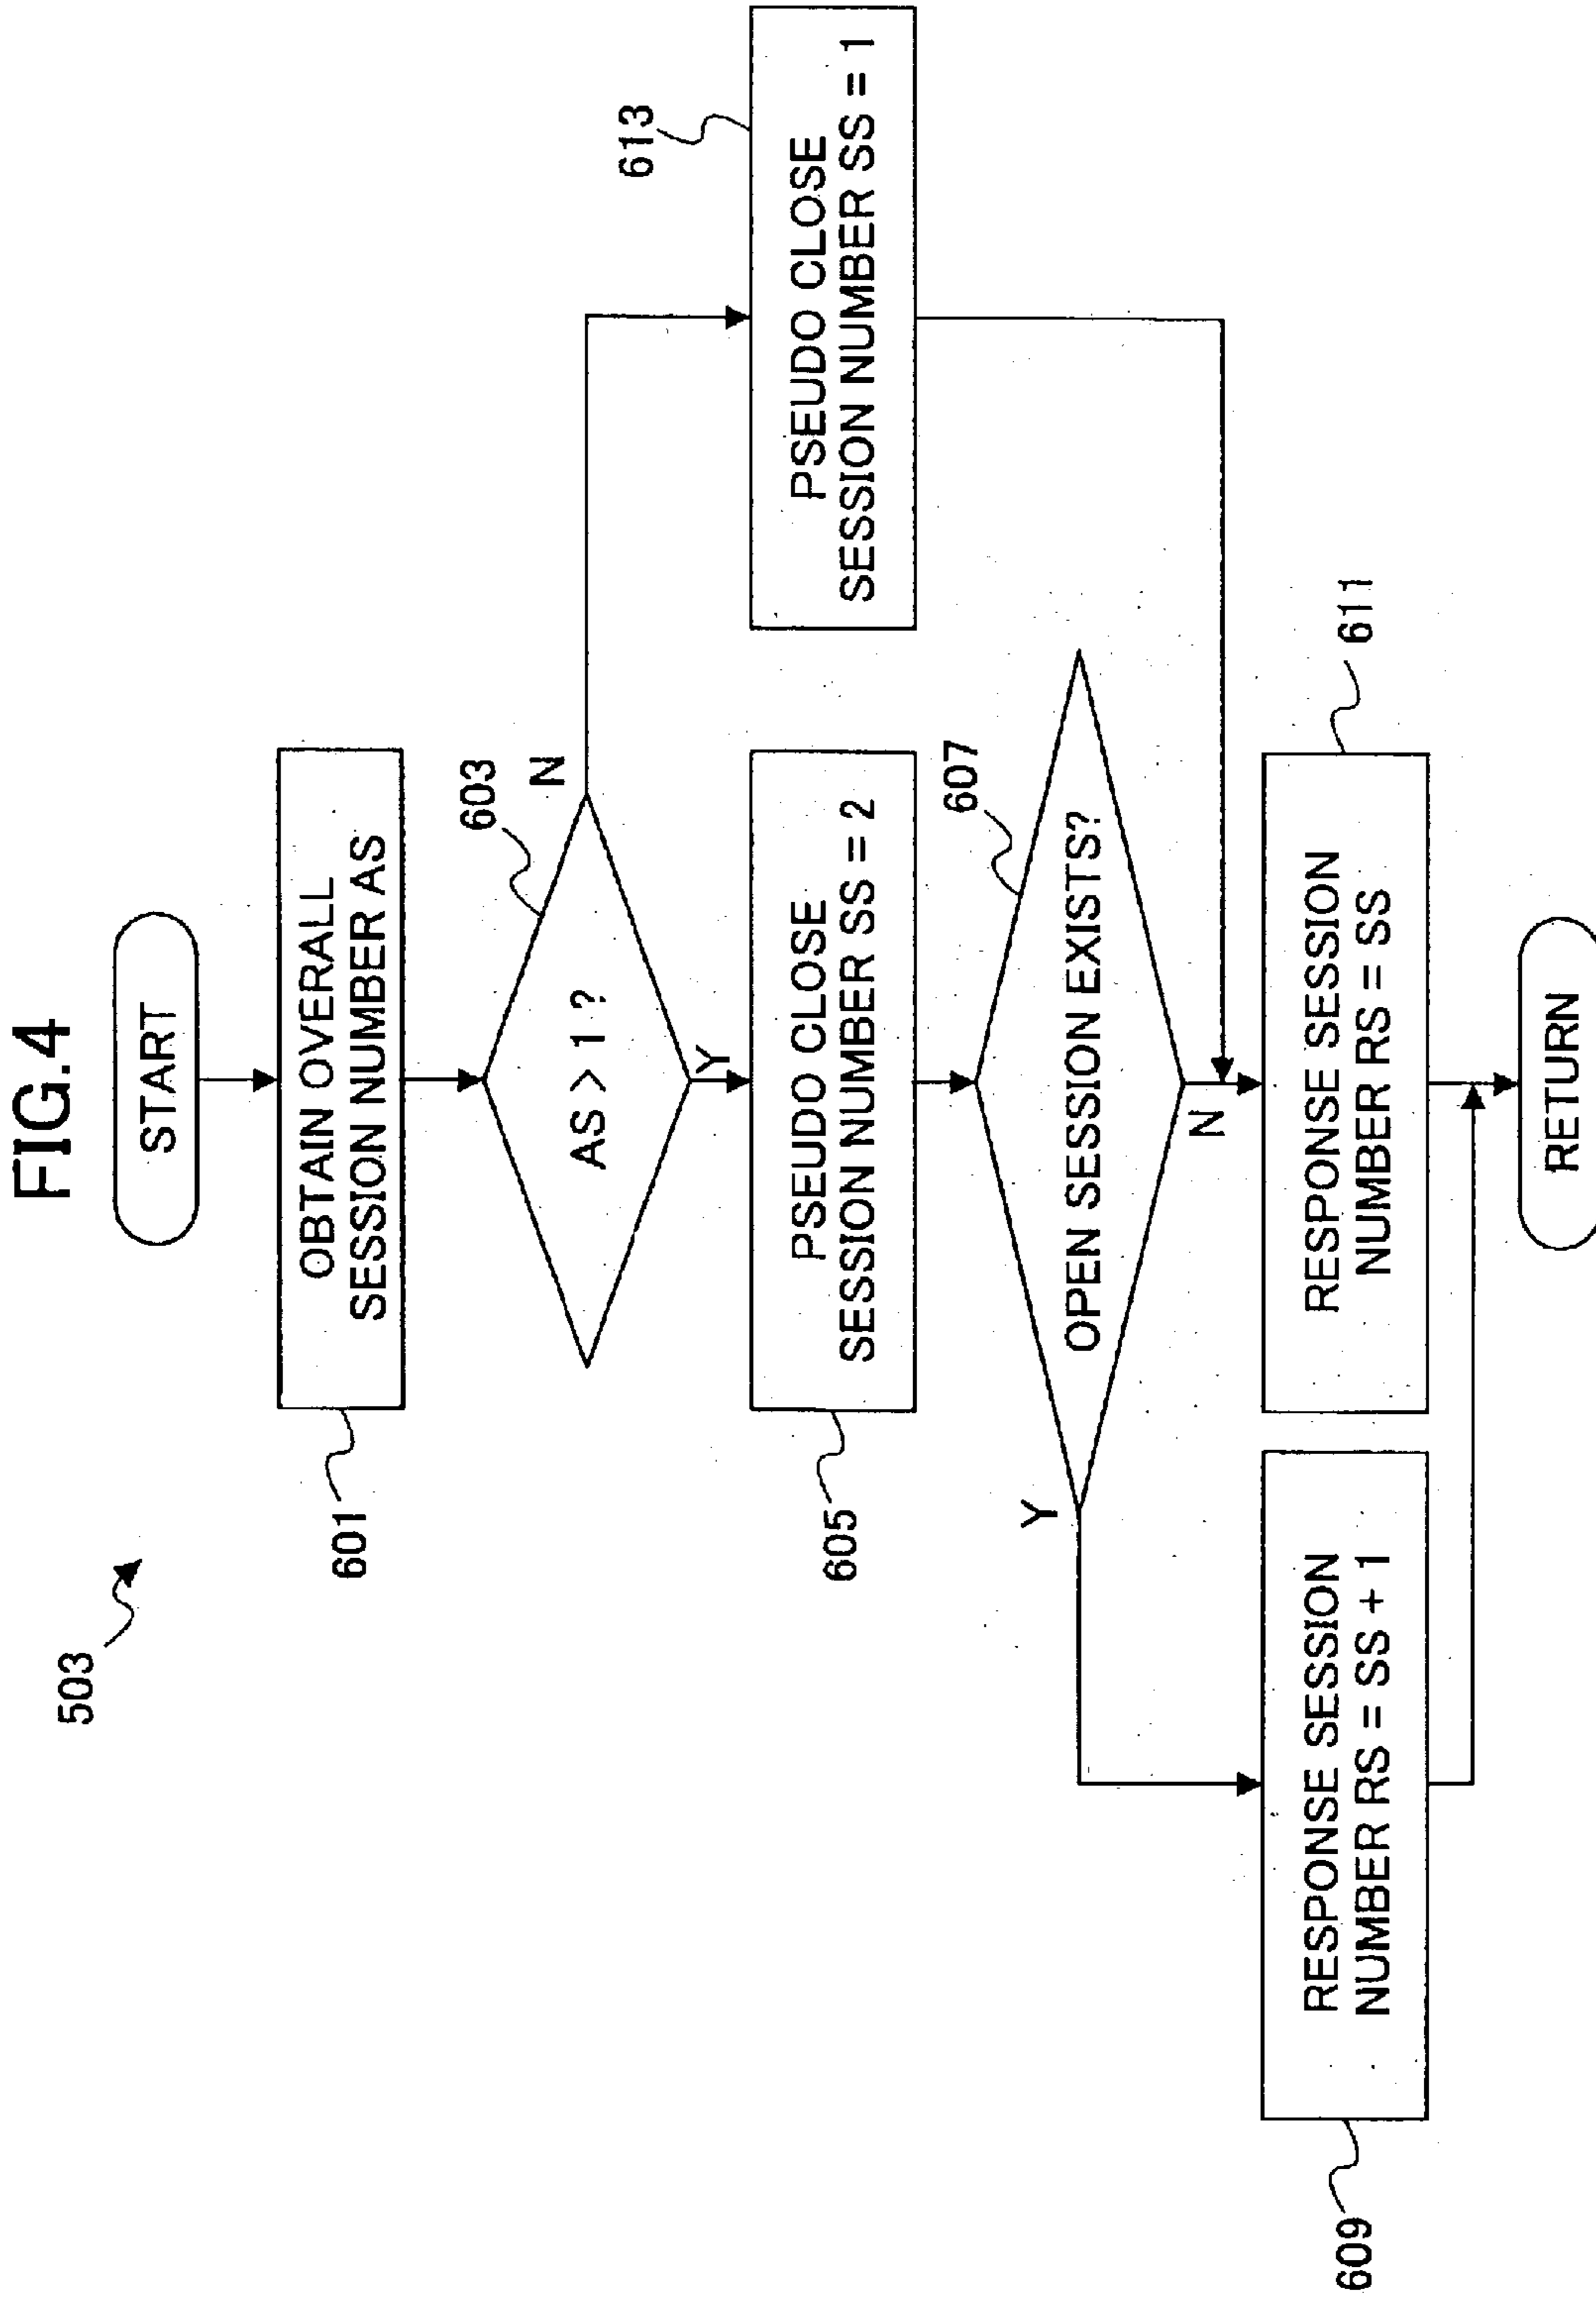 FIG.4
503
START
601
OBTAIN OVERALL
SESSION NUMBER AS
603
AS > 1 ?
N
Y
605
PSEUDO CLOSE
SESSION NUMBER SS = 2
613
PSEUDO CLOSE
SESSION NUMBER SS = 1
607
OPEN SESSION EXISTS?
Y
N
609
RESPONSE SESSION
NUMBER RS = SS + 1
611
RESPONSE SESSION
NUMBER RS = SS
RETURN